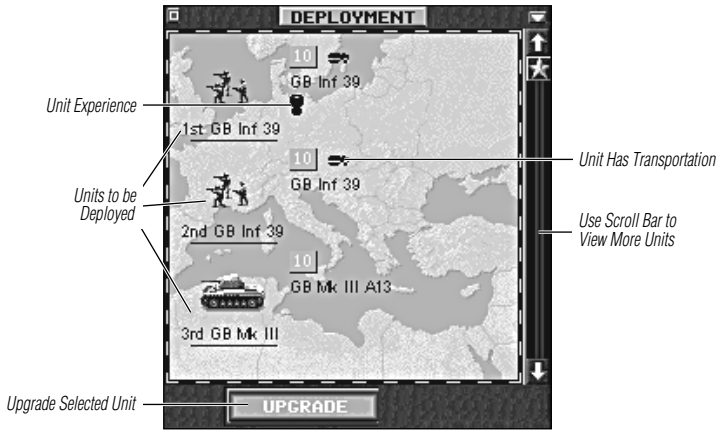 DEPLOYMENT
10
GB Inf 39
Unit Experience
1st GB Inf 39
10
Unit Has Transportation
GB Inf 39
Units to be
Deployed
Use Scroll Bar to
View More Units
2nd GB Inf 39
10
GB Mk III A13
3rd GB Mk III
Upgrade Selected Unit
UPGRADE